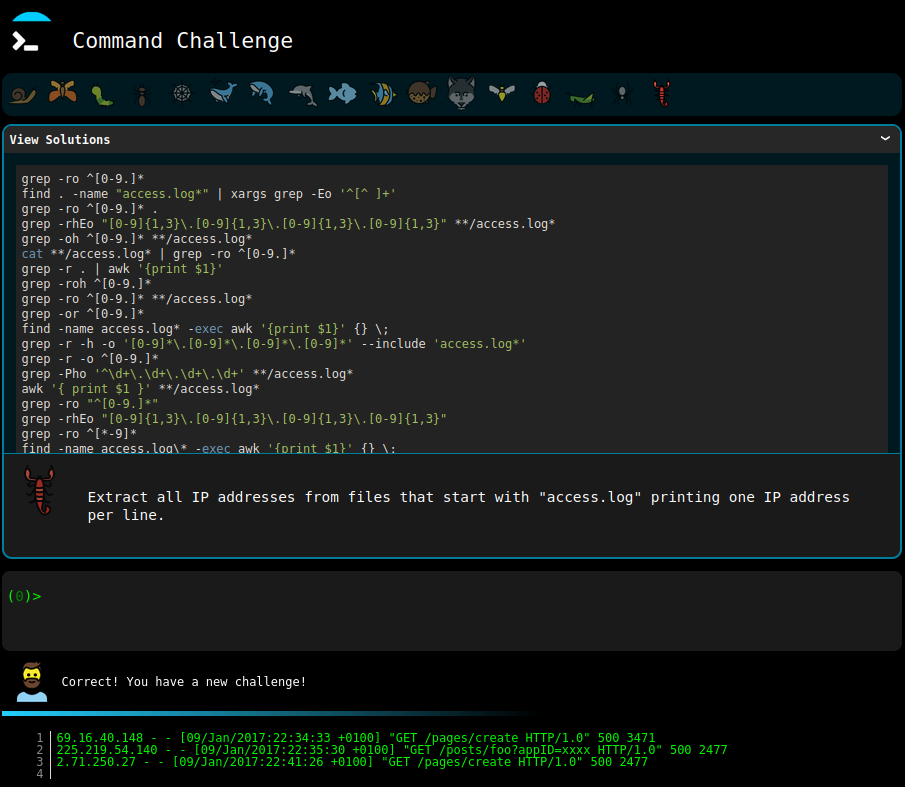 Command Challenge
View Solutions
grep -ro ^[0-9.]*
find . -name "access.log*" | xargs grep -Eo '^[^ ]+'
grep -ro ^[0-9.]* .
grep -rhEo "[0-9]{1,3}\.[0-9]{1,3}\.[0-9]{1,3}\.[0-9]{1,3}" **/access.log*
grep -oh ^[0-9.]* **/access.log*
cat **/access.log* | grep -ro ^[0-9.]*
grep -r . | awk '{print $1}'
grep -roh ^[0-9.]*
grep -ro ^[0-9.]* **/access.log*
grep -or ^[0-9.]*
find -name access.log* -exec awk '{print $1}' {} \;
grep -r -h -o '[0-9]*\.[0-9]*\.[0-9]*\.[0-9]*' --include 'access.log*'
grep -r -o ^[0-9.]*
grep -Pho '^\d+\.\d+\.\d+\.\d+' **/access.log*
awk '{ print $1 }' **/access.log*
grep -ro "^[0-9.]*"
grep -rhEo "[0-9]{1,3}\.[0-9]{1,3}\.[0-9]{1,3}\.[0-9]{1,3}"
grep -ro ^[*-9]*
find -name access.log\* -exec awk '{print $1}' {} \;
Extract all IP addresses from files that start with "access.log" printing one IP address
per line.
(0)>
Correct! You have a new challenge!
1 69.16.40.148 - - [09/Jan/2017:22:34:33 +0100] "GET /pages/create HTTP/1.0" 500 3471
2 225.219.54.140 - - [09/Jan/2017:22:35:30 +0100] "GET /posts/foo?appID=xxxx HTTP/1.0" 500 2477
3 2.71.250.27 - - [09/Jan/2017:22:41:26 +0100] "GET /pages/create HTTP/1.0" 500 2477
4